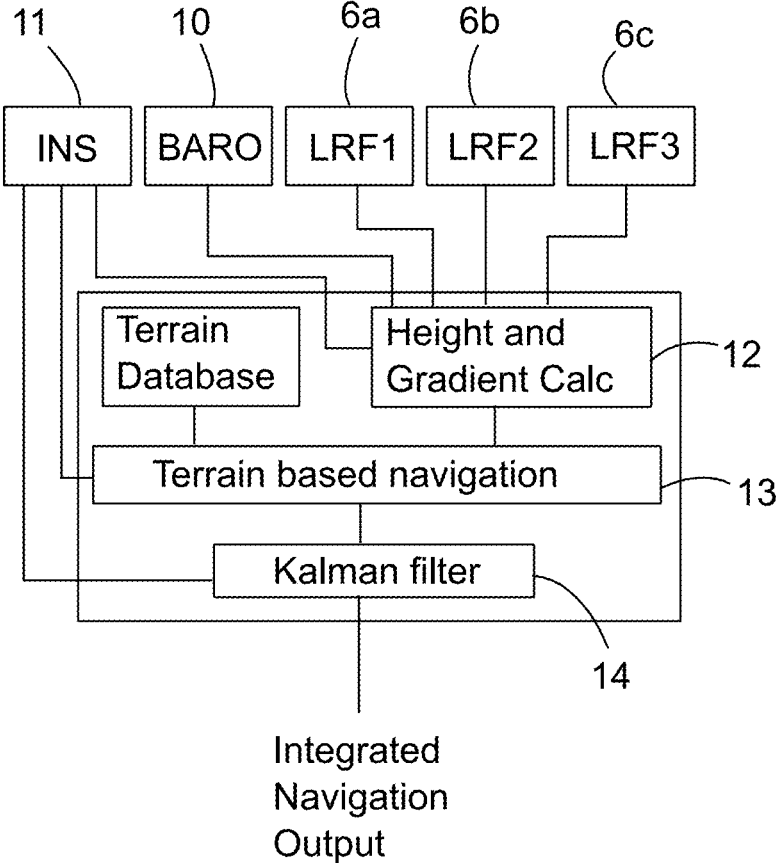 11
10
6a
6b
6c
INS
BARO
LRF1
LRF2
LRF3
Terrain
Database
Height and
Gradient Calc
12
Terrain based navigation
13
Kalman filter
14
Integrated
Navigation
Output